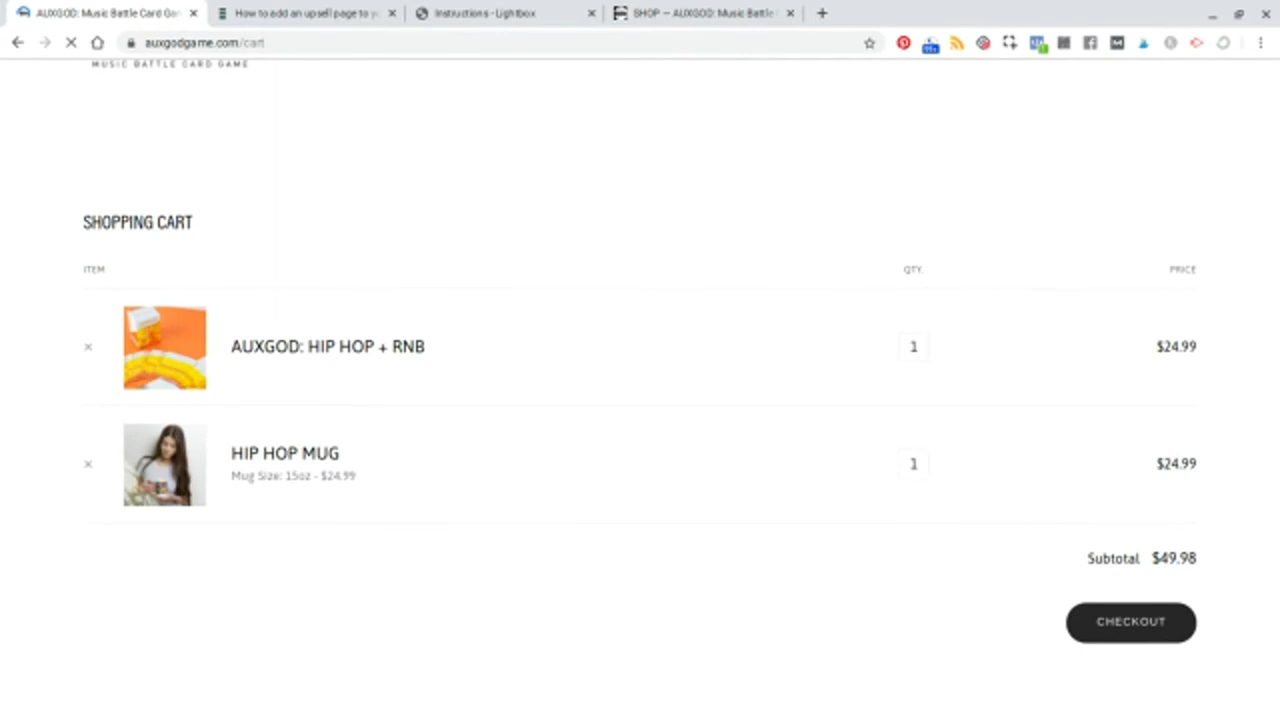 AUXGOD: Music Battle Card Gan
How to add an upsell page to y
Instructions - Lightbox
SHOP — AUXGOD: Music Battle
auxgodgame.com/cart
MUSIC BATTLE CARD GAME
SHOPPING CART
ITEM QTY. PRICE
AUXGOD: HIP HOP + RNB 1 $24.99
HIP HOP MUG
Mug Size: 15oz - $24.99
1 $24.99
Subtotal $49.98
CHECKOUT